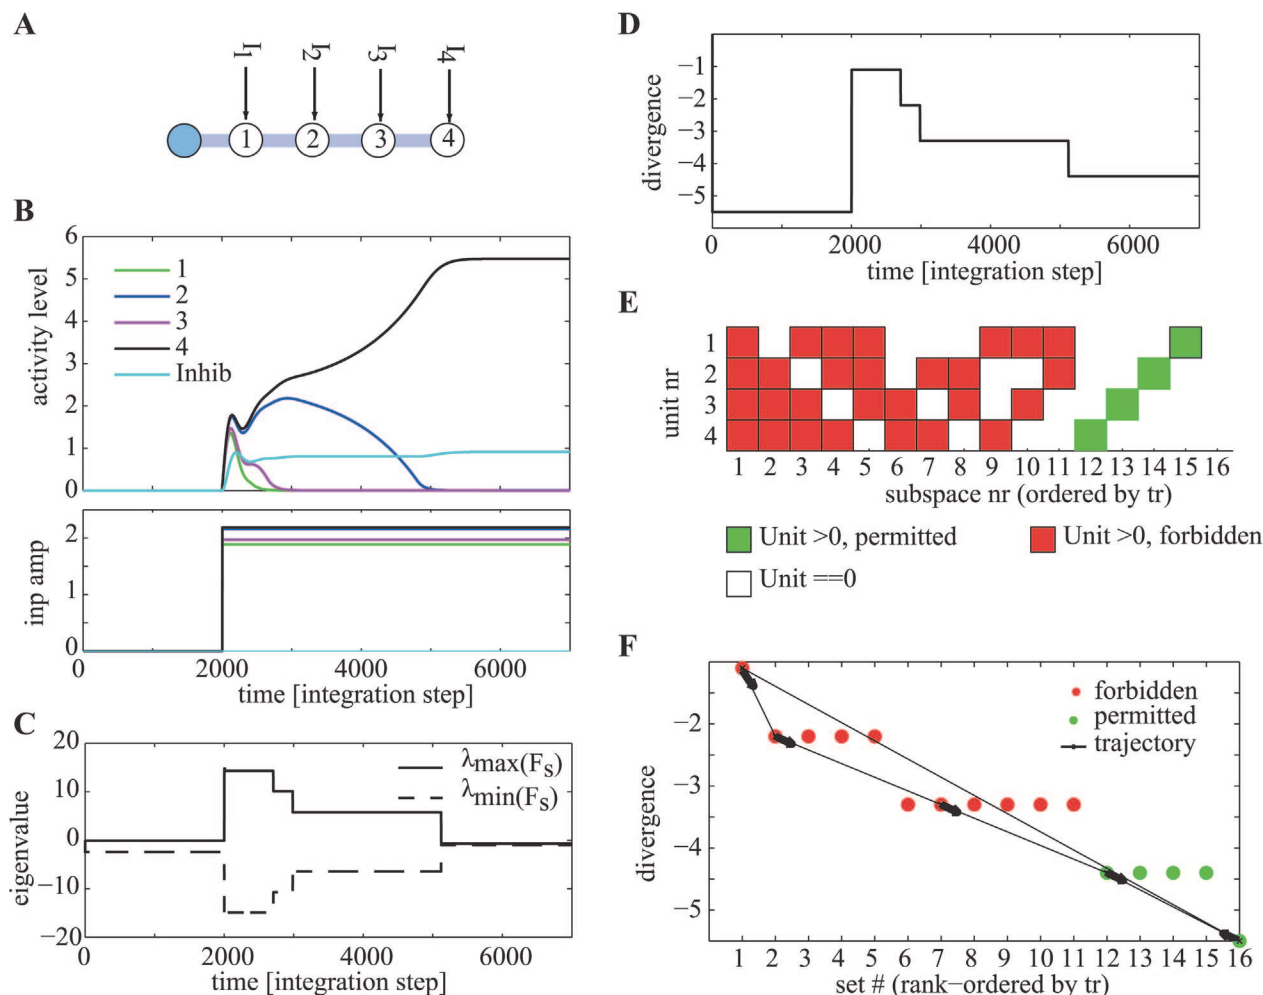 A
I1
I2
I3
I4
1
2
3
4
B
activity level
6
5
4
3
2
1
0
1
2
3
4
Inhib
inp amp
2
1
0
0
2000
4000
6000
time [integration step]
C
eigenvalue
20
10
0
−10
−20
λmax(Fs)
λmin(Fs)
0
2000
4000
6000
time [integration step]
D
divergence
−1
−2
−3
−4
−5
0
2000
4000
6000
time [integration step]
E
unit nr
1
2
3
4
1 2 3 4 5 6 7 8 9 10 11 12 13 14 15 16
subspace nr (ordered by tr)
Unit >0, permitted
Unit >0, forbidden
Unit ==0
F
divergence
−2
−3
−4
−5
forbidden
permitted
trajectory
1 2 3 4 5 6 7 8 9 10 11 12 13 14 15 16
set # (rank−ordered by tr)